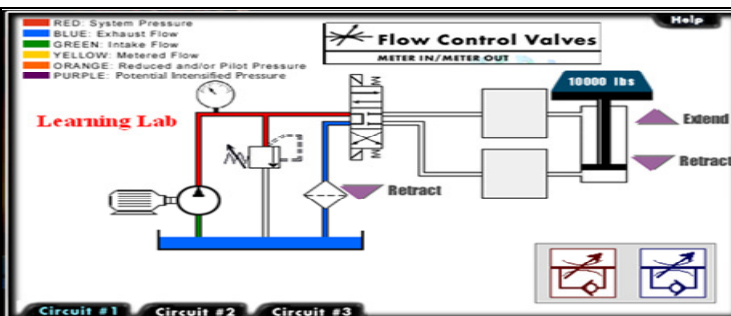 RED: System Pressure
BLUE: Exhaust Flow
GREEN: Intake Flow
YELLOW: Metered Flow
ORANGE: Reduced and/or Pilot Pressure
PURPLE: Potential Intensified Pressure
Help
Flow Control Valves
METER IN/METER OUT
Learning Lab
10000 lbs
Extend
Retract
Retract
Circuit #1
Circuit #2
Circuit #3